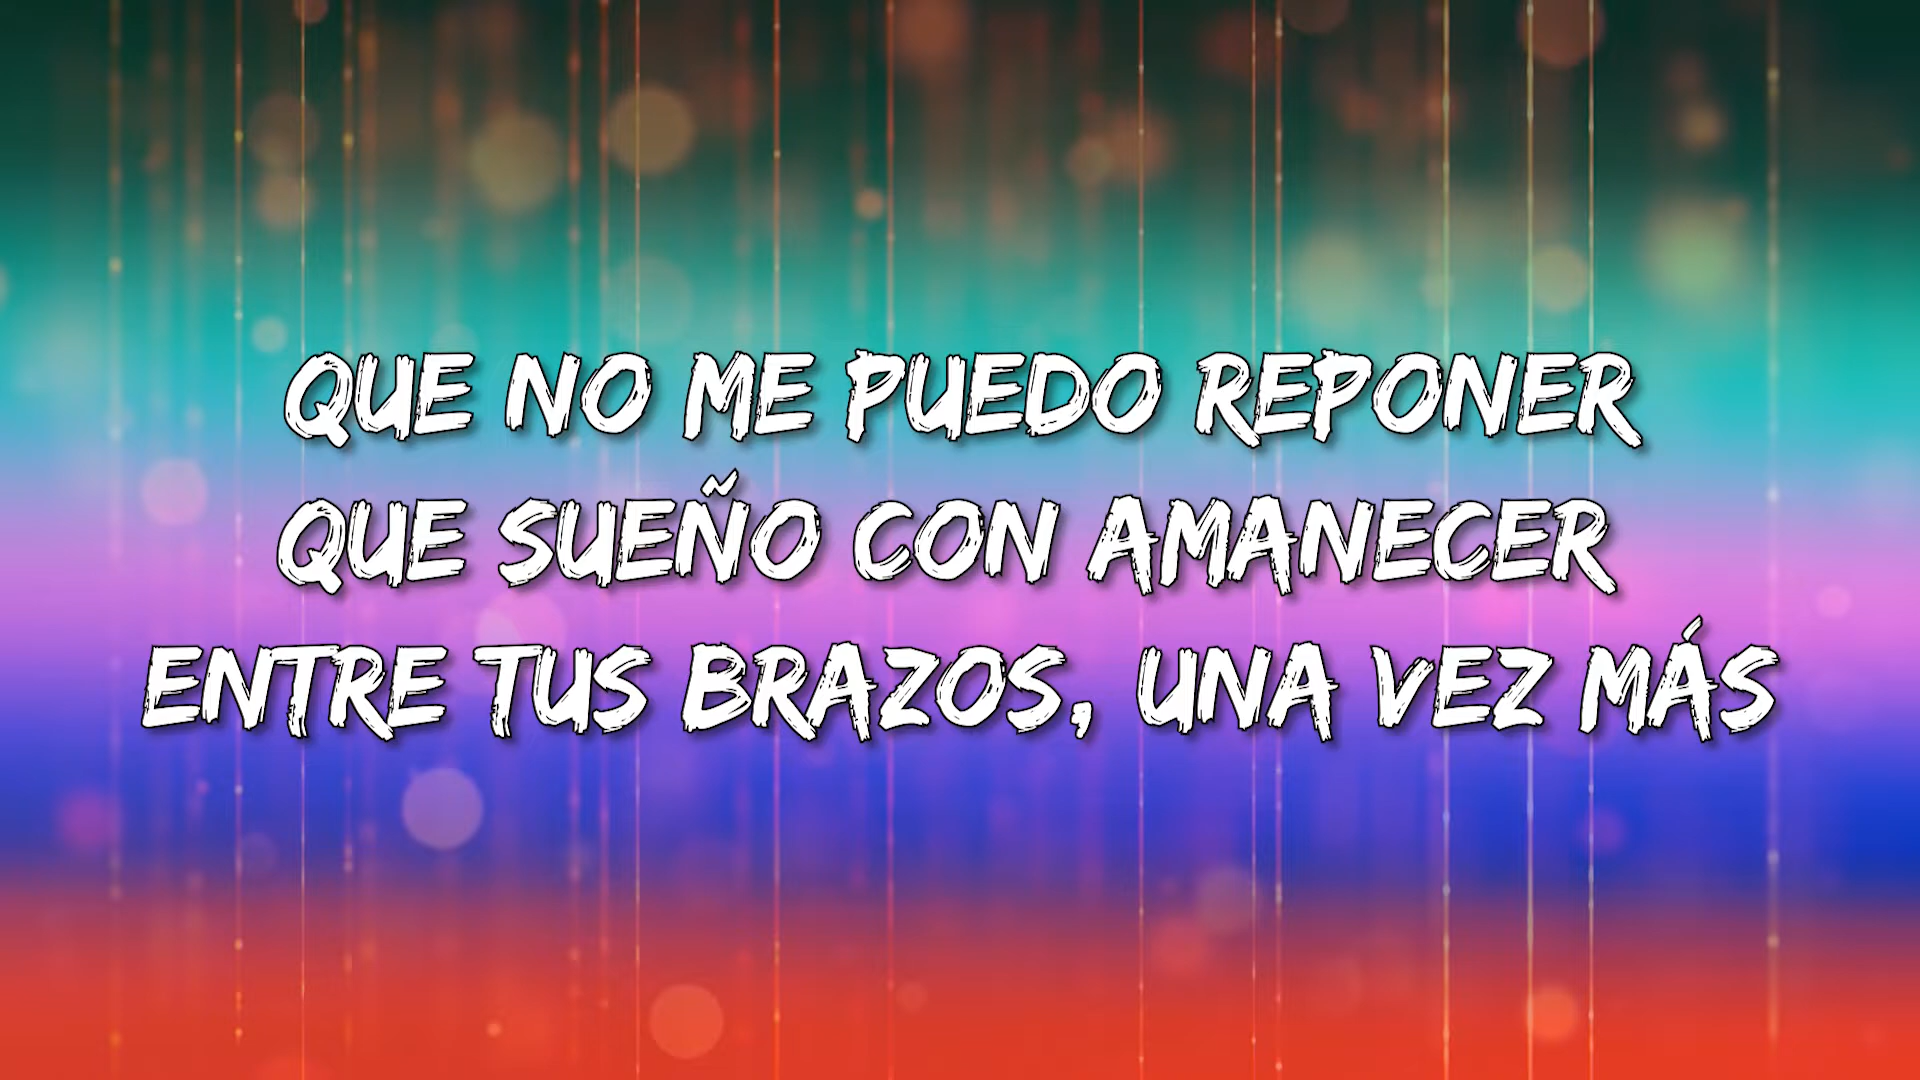 QUE NO ME PUEDO REPONER
QUE SUEÑO CON AMANECER
ENTRE TUS BRAZOS, UNA VEZ MÁS